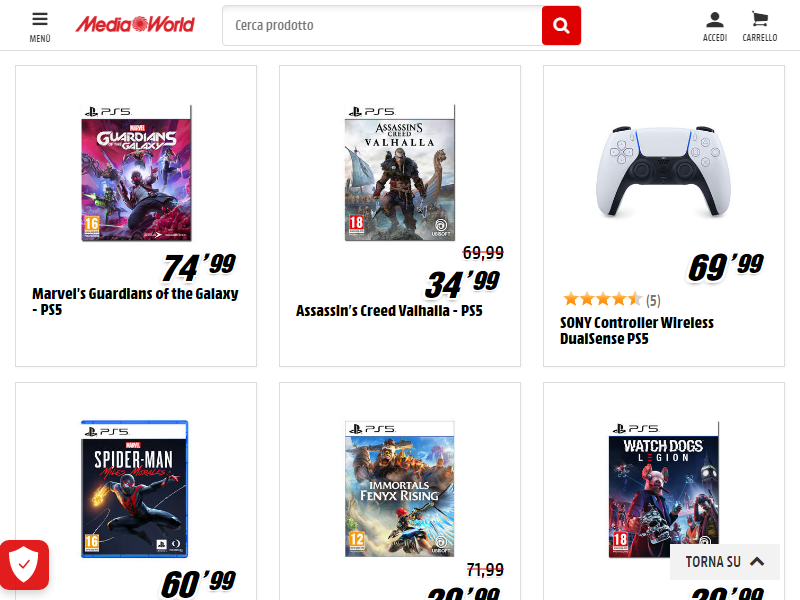 MENÙ
MediaWorld
Cerca prodotto
ACCEDI
CARRELLO
PS5
MARVEL
GUARDIANS
OF THE GALAXY
16
74'99
Marvel's Guardians of the Galaxy
- PS5
PS5
ASSASSIN'S
CREED
VALHALLA
18
UBISOFT
69,99
34'99
Assassin's Creed Valhalla - PS5
69'99
(5)
SONY Controller Wireless
DualSense PS5
PS5
MARVEL
SPIDER-MAN
MILES MORALES
16
60'99
PS5
IMMORTALS
FENYX RISING
12
UBISOFT
71,99
PS5
WATCH DOGS
LEGION
18
TORNA SU